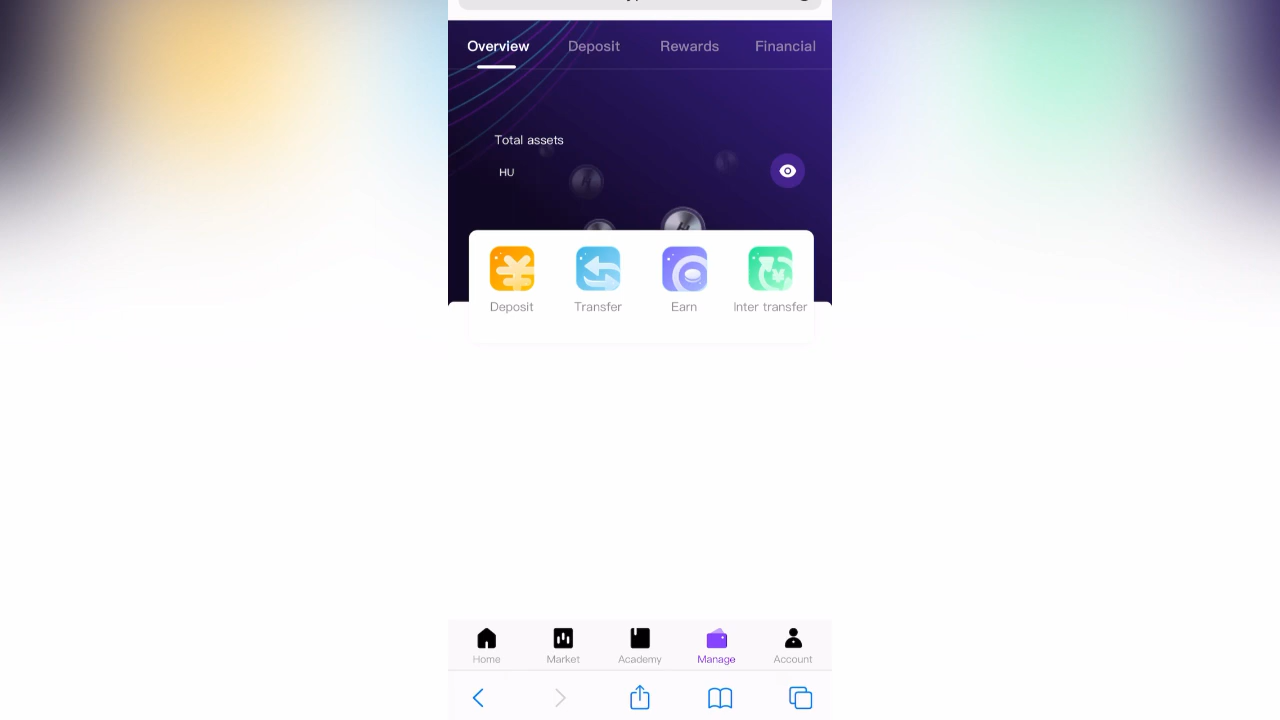 Overview Deposit Rewards Financial
Total assets
HU
Deposit Transfer Earn Inter transfer
Home Market Academy Manage Account